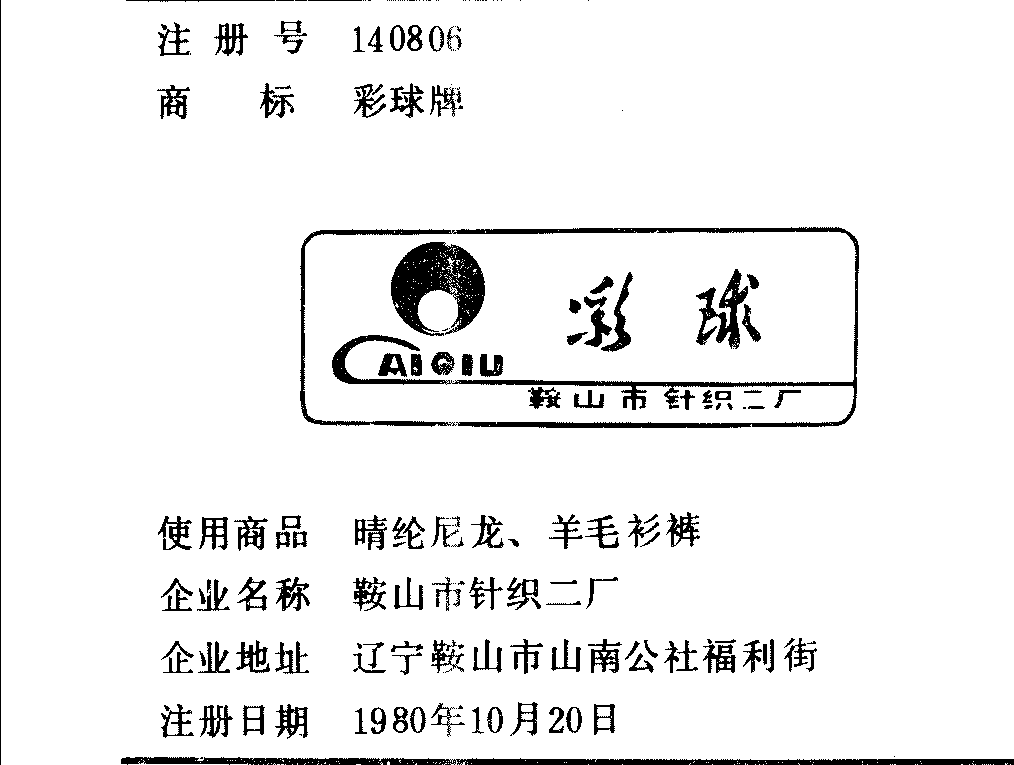 注册号 140806
商标 彩球牌
彩球
CAIQIU
鞍山市针织二厂
使用商品 晴纶尼龙、羊毛衫裤
企业名称 鞍山市针织二厂
企业地址 辽宁鞍山市山南公社福利街
注册日期 1980年10月20日